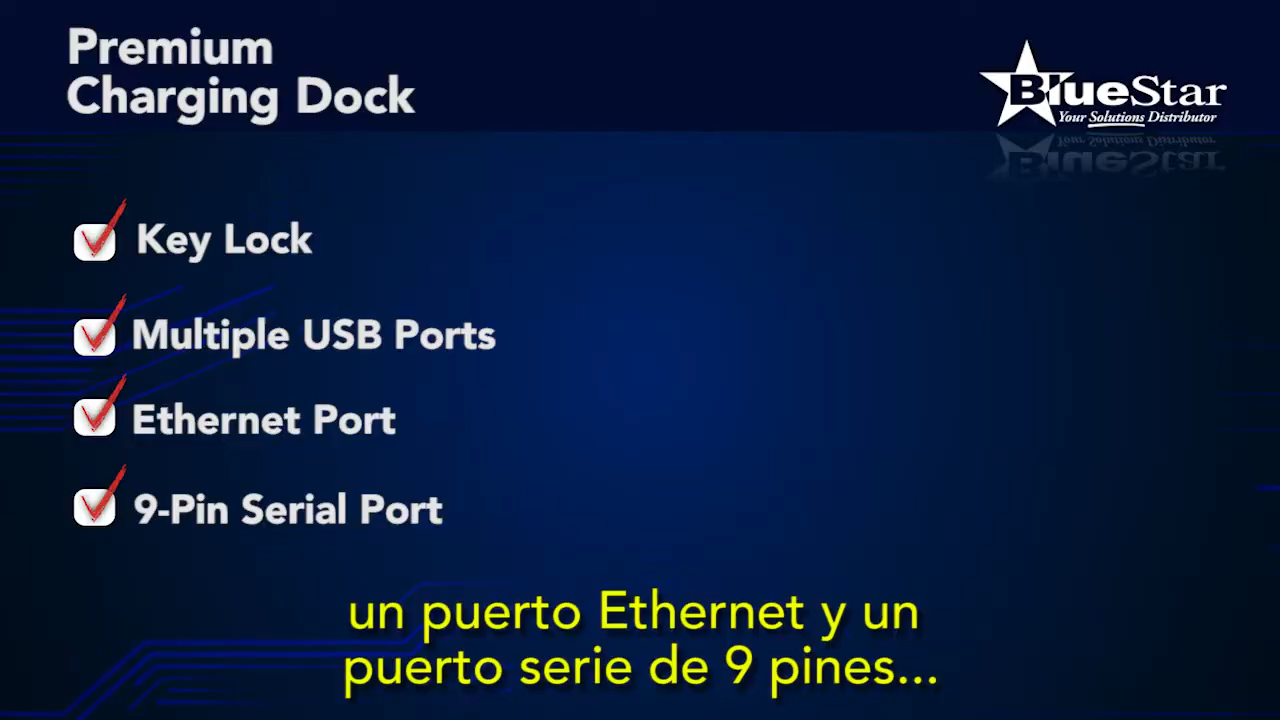 Premium
Charging Dock
BlueStar
Your Solutions Distributor
Key Lock
Multiple USB Ports
Ethernet Port
9-Pin Serial Port
un puerto Ethernet y un
puerto serie de 9 pines...